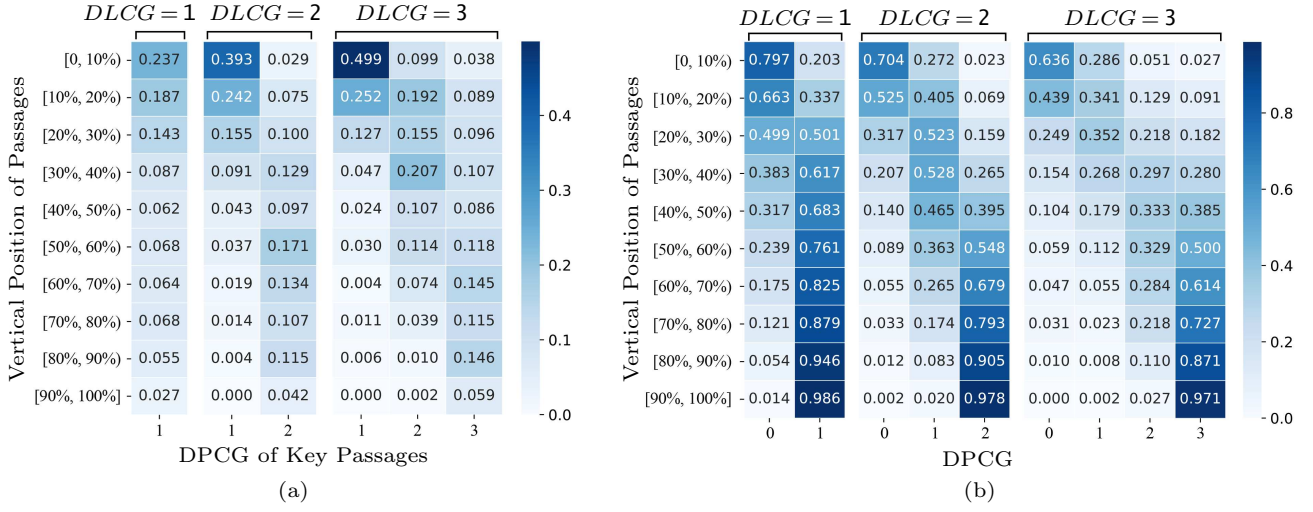 DLCG = 1 DLCG = 2 DLCG = 3
Vertical Position of Passages
[0, 10%) 0.237 0.393 0.029 0.499 0.099 0.038
[10%, 20%) 0.187 0.242 0.075 0.252 0.192 0.089
[20%, 30%) 0.143 0.155 0.100 0.127 0.155 0.096
[30%, 40%) 0.087 0.091 0.129 0.047 0.207 0.107
[40%, 50%) 0.062 0.043 0.097 0.024 0.107 0.086
[50%, 60%) 0.068 0.037 0.171 0.030 0.114 0.118
[60%, 70%) 0.064 0.019 0.134 0.004 0.074 0.145
[70%, 80%) 0.068 0.014 0.107 0.011 0.039 0.115
[80%, 90%) 0.055 0.004 0.115 0.006 0.010 0.146
[90%, 100%] 0.027 0.000 0.042 0.000 0.002 0.059
1 1 2 1 2 3
DPCG of Key Passages
0.4
0.3
0.2
0.1
0.0
(a)
DLCG = 1 DLCG = 2 DLCG = 3
Vertical Position of Passages
[0, 10%) 0.797 0.203 0.704 0.272 0.023 0.636 0.286 0.051 0.027
[10%, 20%) 0.663 0.337 0.525 0.405 0.069 0.439 0.341 0.129 0.091
[20%, 30%) 0.499 0.501 0.317 0.523 0.159 0.249 0.352 0.218 0.182
[30%, 40%) 0.383 0.617 0.207 0.528 0.265 0.154 0.268 0.297 0.280
[40%, 50%) 0.317 0.683 0.140 0.465 0.395 0.104 0.179 0.333 0.385
[50%, 60%) 0.239 0.761 0.089 0.363 0.548 0.059 0.112 0.329 0.500
[60%, 70%) 0.175 0.825 0.055 0.265 0.679 0.047 0.055 0.284 0.614
[70%, 80%) 0.121 0.879 0.033 0.174 0.793 0.031 0.023 0.218 0.727
[80%, 90%) 0.054 0.946 0.012 0.083 0.905 0.010 0.008 0.110 0.871
[90%, 100%] 0.014 0.986 0.002 0.020 0.978 0.000 0.002 0.027 0.971
0 1 0 1 2 0 1 2 3
DPCG
0.8
0.6
0.4
0.2
0.0
(b)